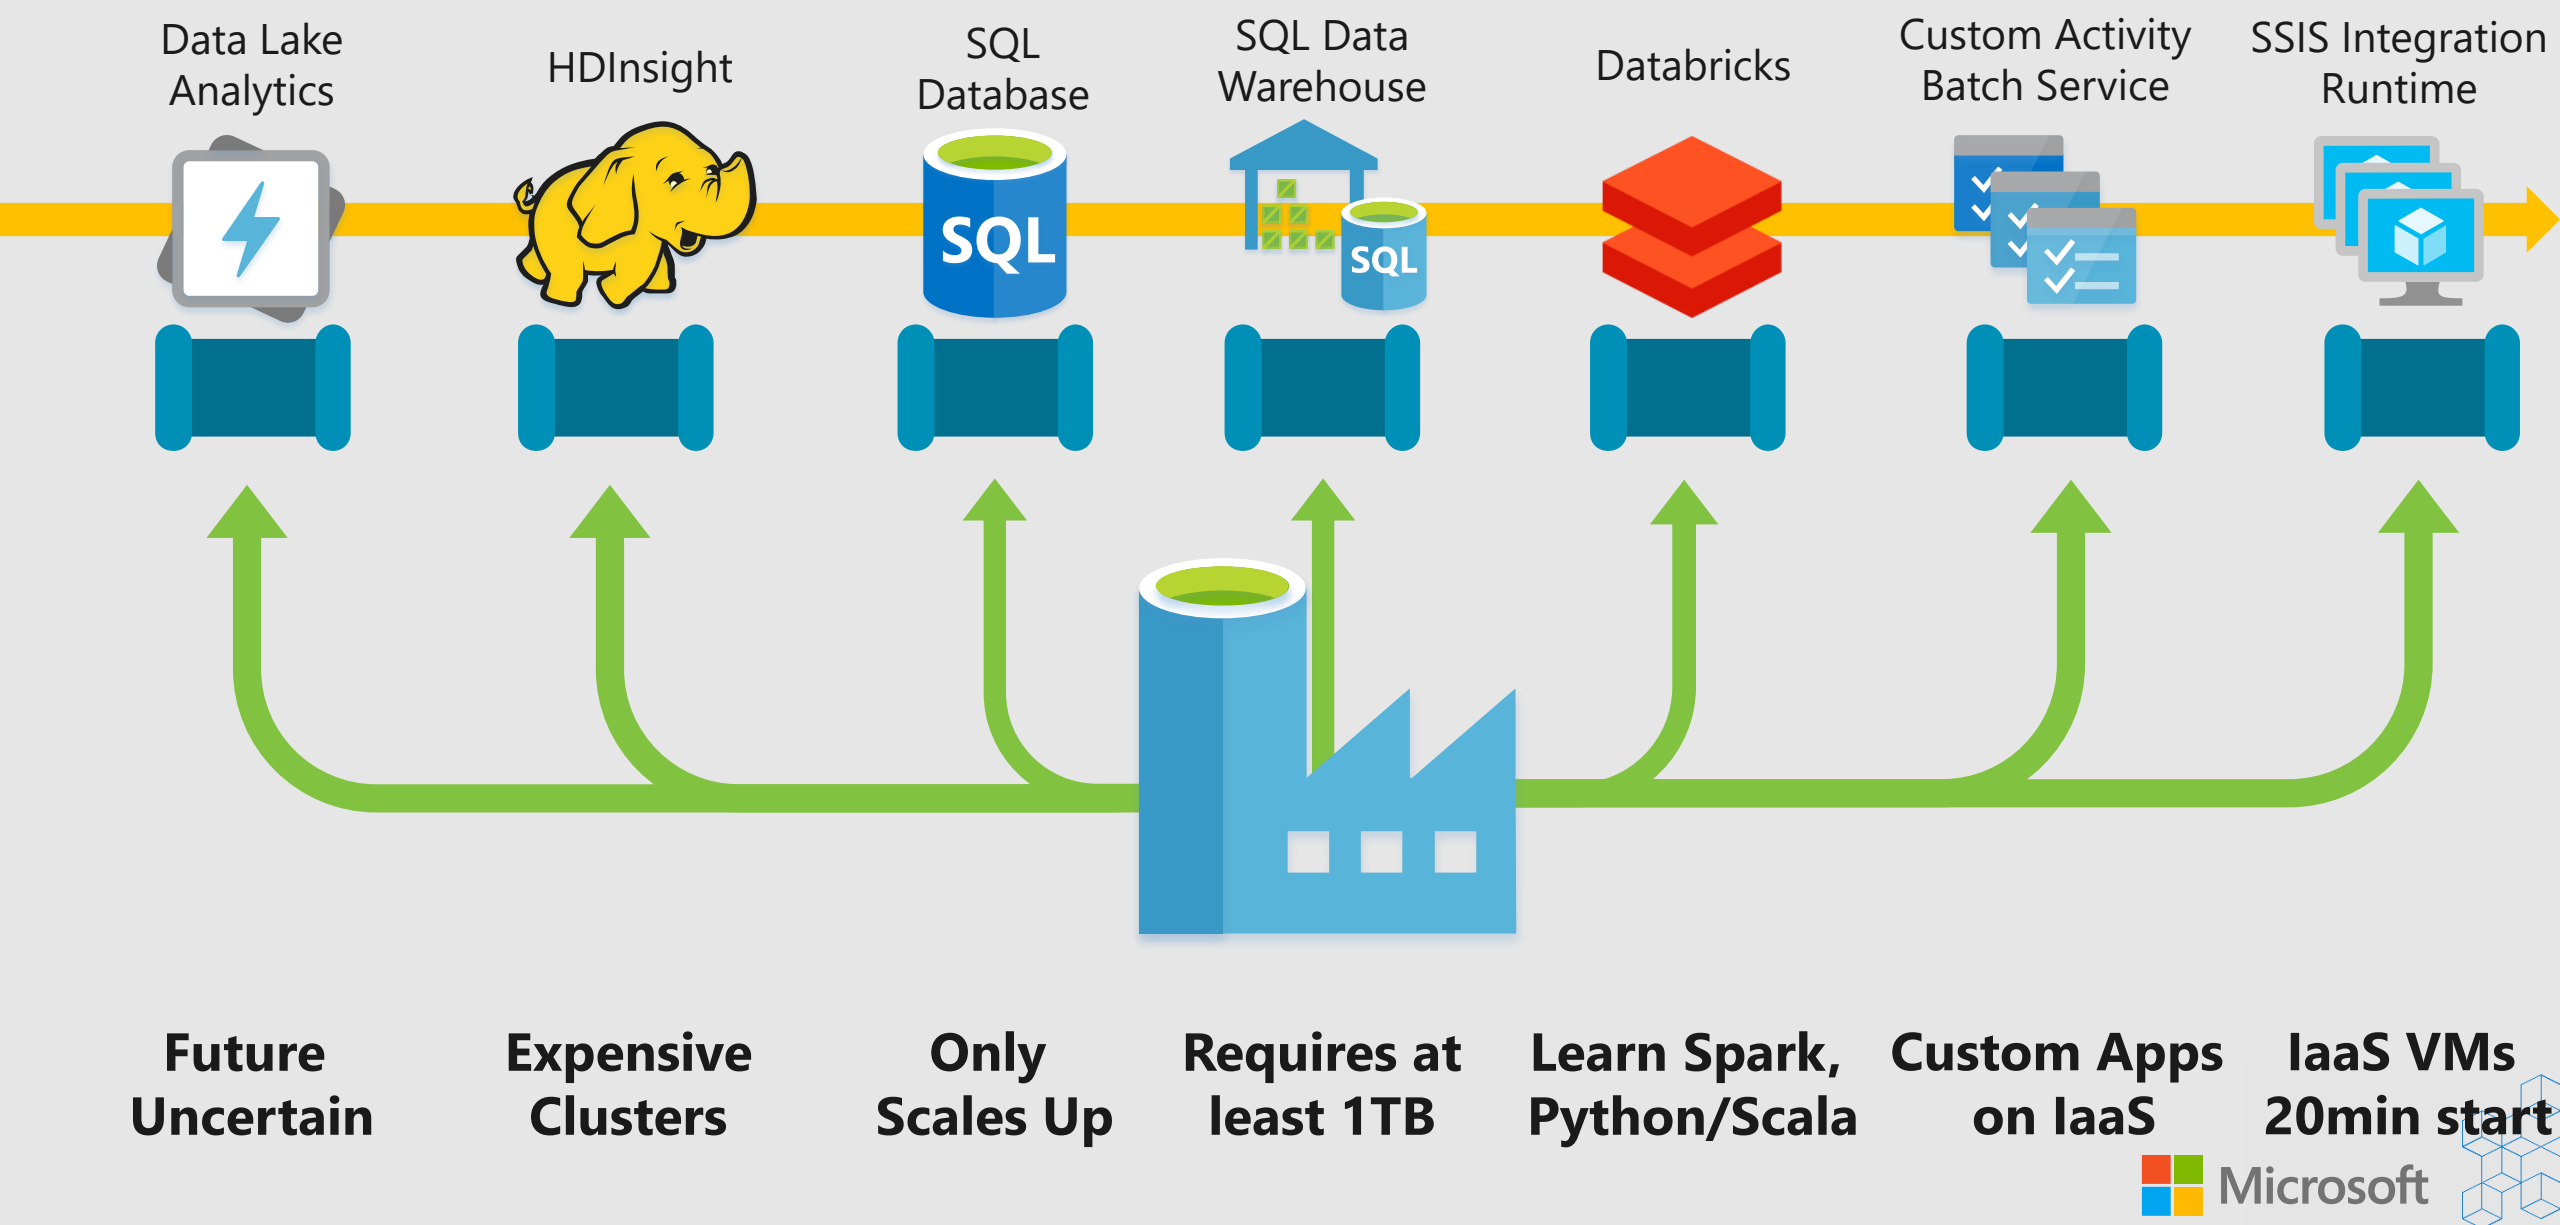 Data Lake
Analytics
HDInsight
SQL
Database
SQL Data
Warehouse
Databricks
Custom Activity
Batch Service
SSIS Integration
Runtime
SQL
SQL
Future
Uncertain
Expensive
Clusters
Only
Scales Up
Requires at
least 1TB
Learn Spark,
Python/Scala
Custom Apps
on IaaS
IaaS VMs
20min start
Microsoft